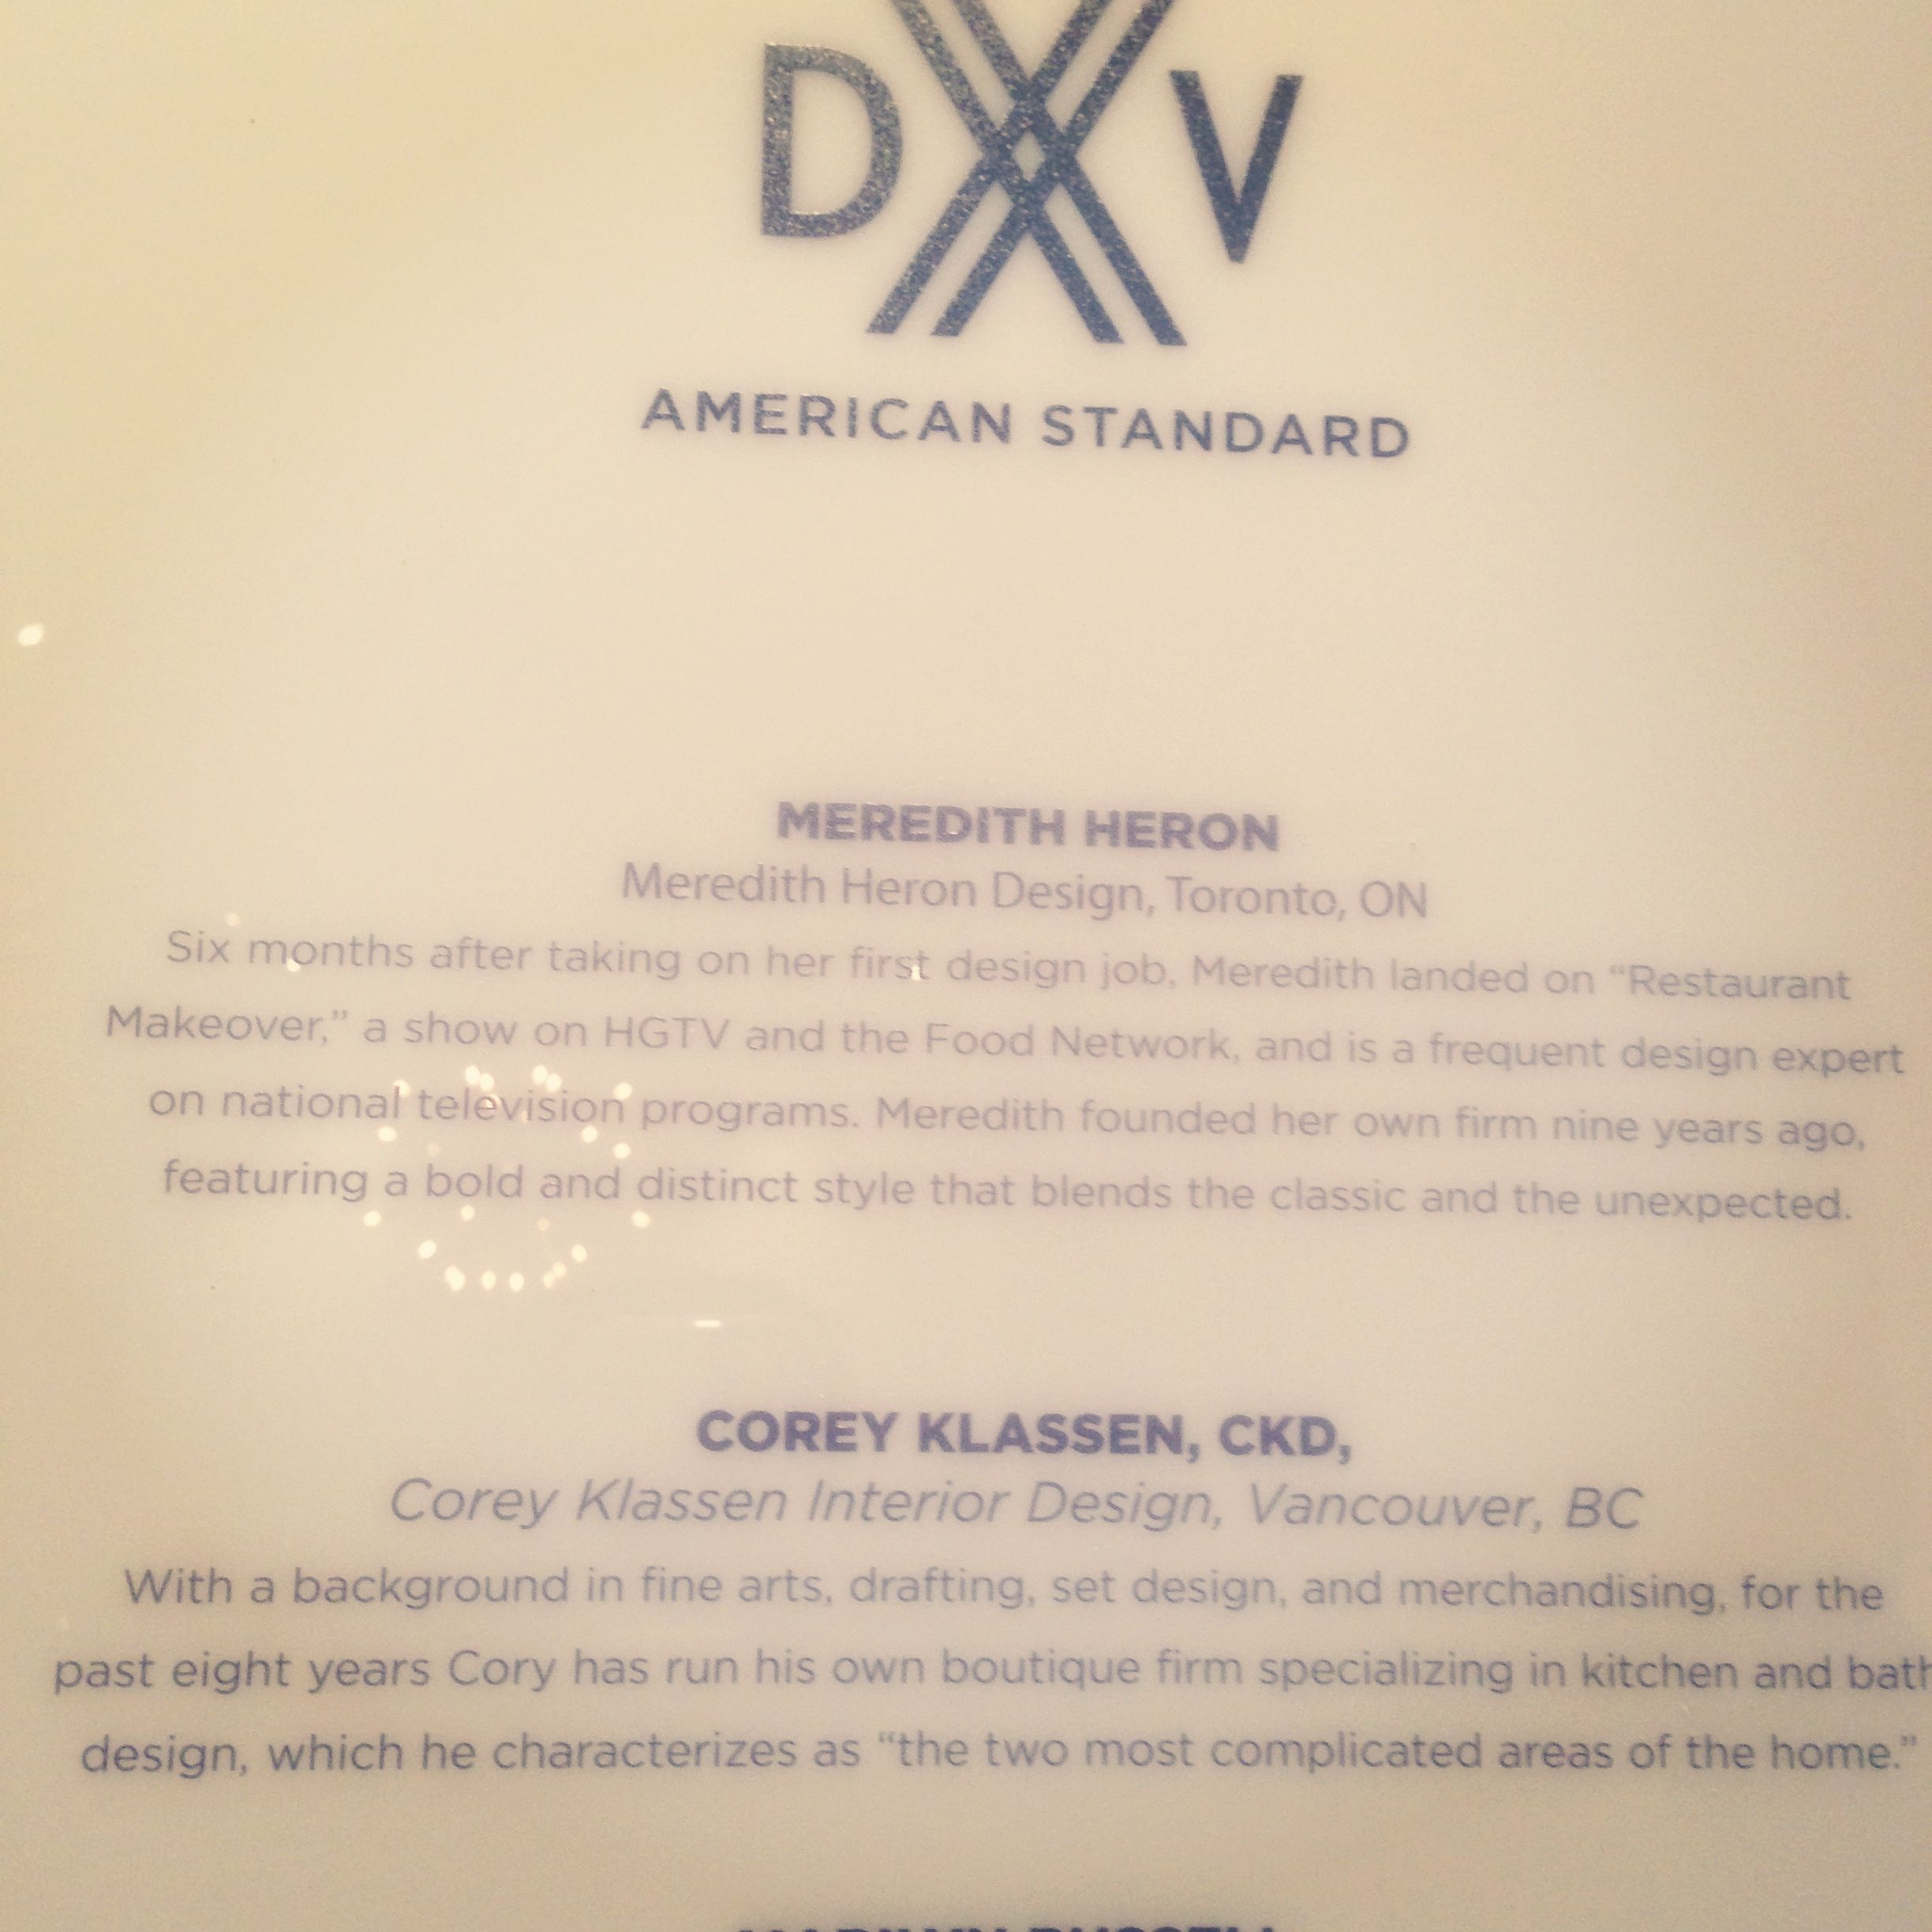 DXV
AMERICAN STANDARD
MEREDITH HERON
Meredith Heron Design, Toronto, ON
Six months after taking on her first design job, Meredith landed on “Restaurant
Makeover,” a show on HGTV and the Food Network, and is a frequent design expert
on national television programs. Meredith founded her own firm nine years ago,
featuring a bold and distinct style that blends the classic and the unexpected.
COREY KLASSEN, CKD,
Corey Klassen Interior Design, Vancouver, BC
With a background in fine arts, drafting, set design, and merchandising, for the
past eight years Cory has run his own boutique firm specializing in kitchen and bath
design, which he characterizes as “the two most complicated areas of the home.”